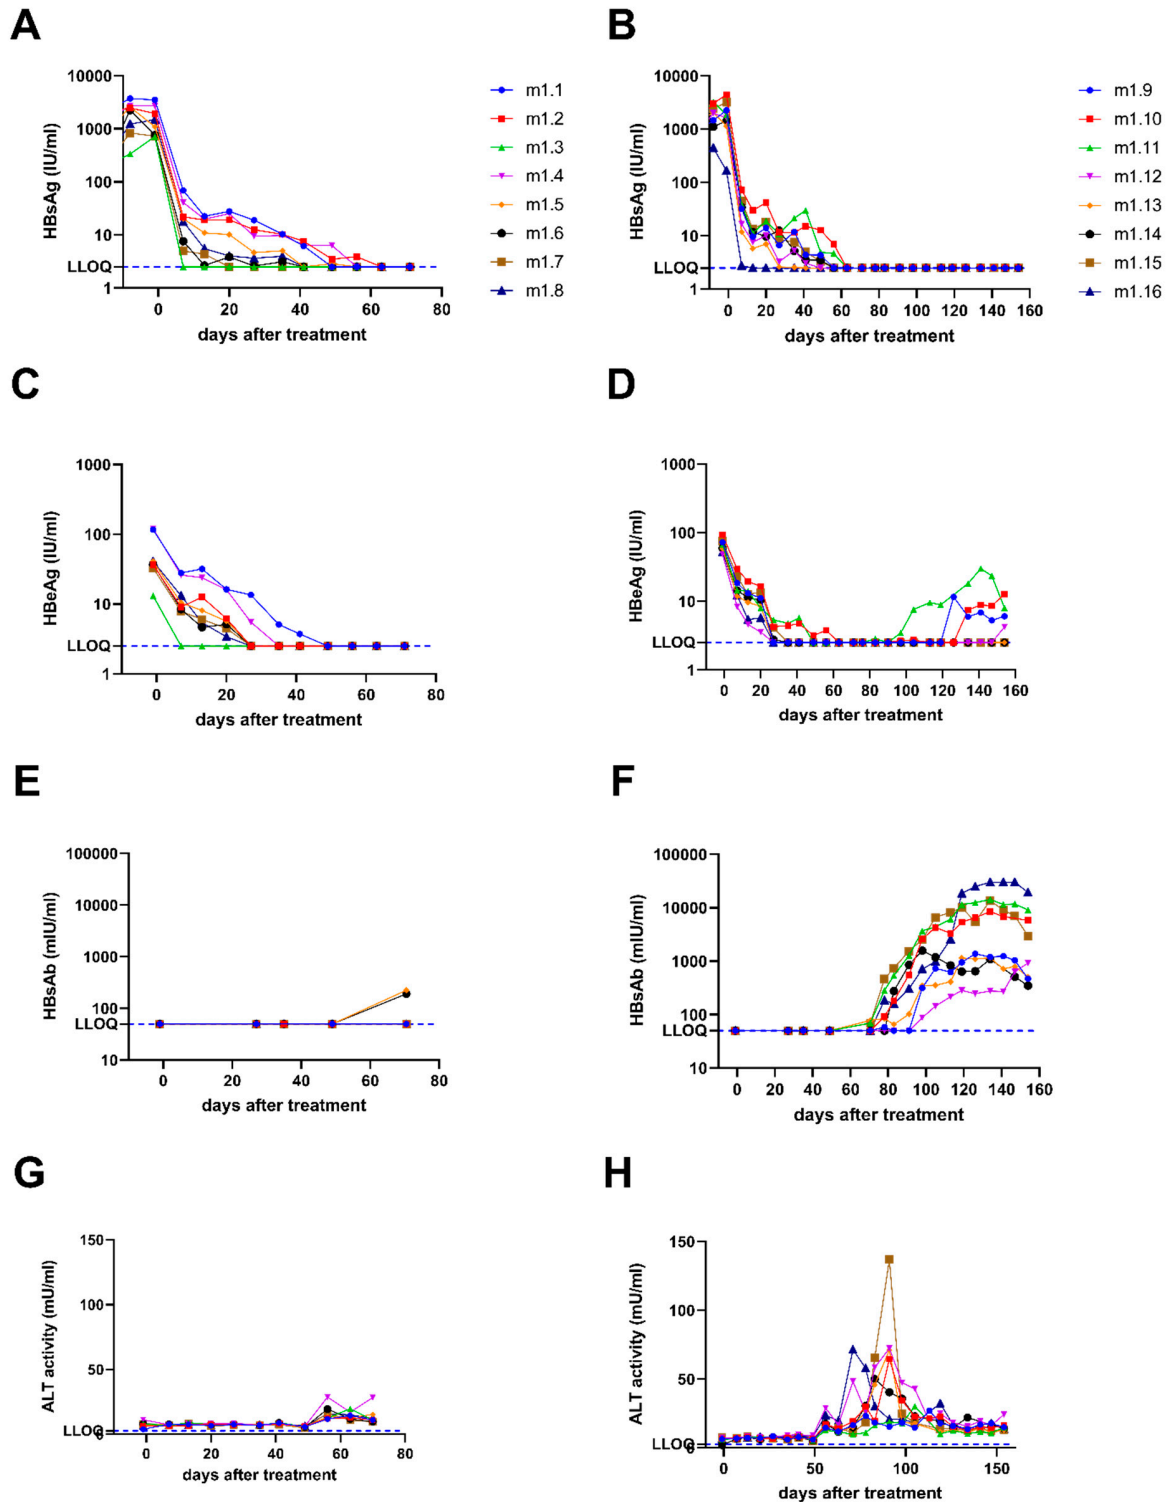 A
10000
1000
100
10
LLOQ
1
HBsAg (IU/ml)
0 20 40 60 80
days after treatment
m1.1
m1.2
m1.3
m1.4
m1.5
m1.6
m1.7
m1.8
B
10000
1000
100
10
LLOQ
1
HBsAg (IU/ml)
0 20 40 60 80 100 120 140 160
days after treatment
m1.9
m1.10
m1.11
m1.12
m1.13
m1.14
m1.15
m1.16
C
1000
100
10
LLOQ
1
HBeAg (IU/ml)
0 20 40 60 80
days after treatment
D
1000
100
10
LLOQ
1
HBeAg (IU/ml)
0 20 40 60 80 100 120 140 160
days after treatment
E
100000
10000
1000
100
LLOQ
10
HBsAb (mIU/ml)
0 20 40 60 80
days after treatment
F
100000
10000
1000
100
LLOQ
10
HBsAb (mIU/ml)
0 20 40 60 80 100 120 140 160
days after treatment
G
150
100
50
LLOQ
0
ALT activity (mU/ml)
0 20 40 60 80
days after treatment
H
150
100
50
LLOQ
0
ALT activity (mU/ml)
0 50 100 150
days after treatment